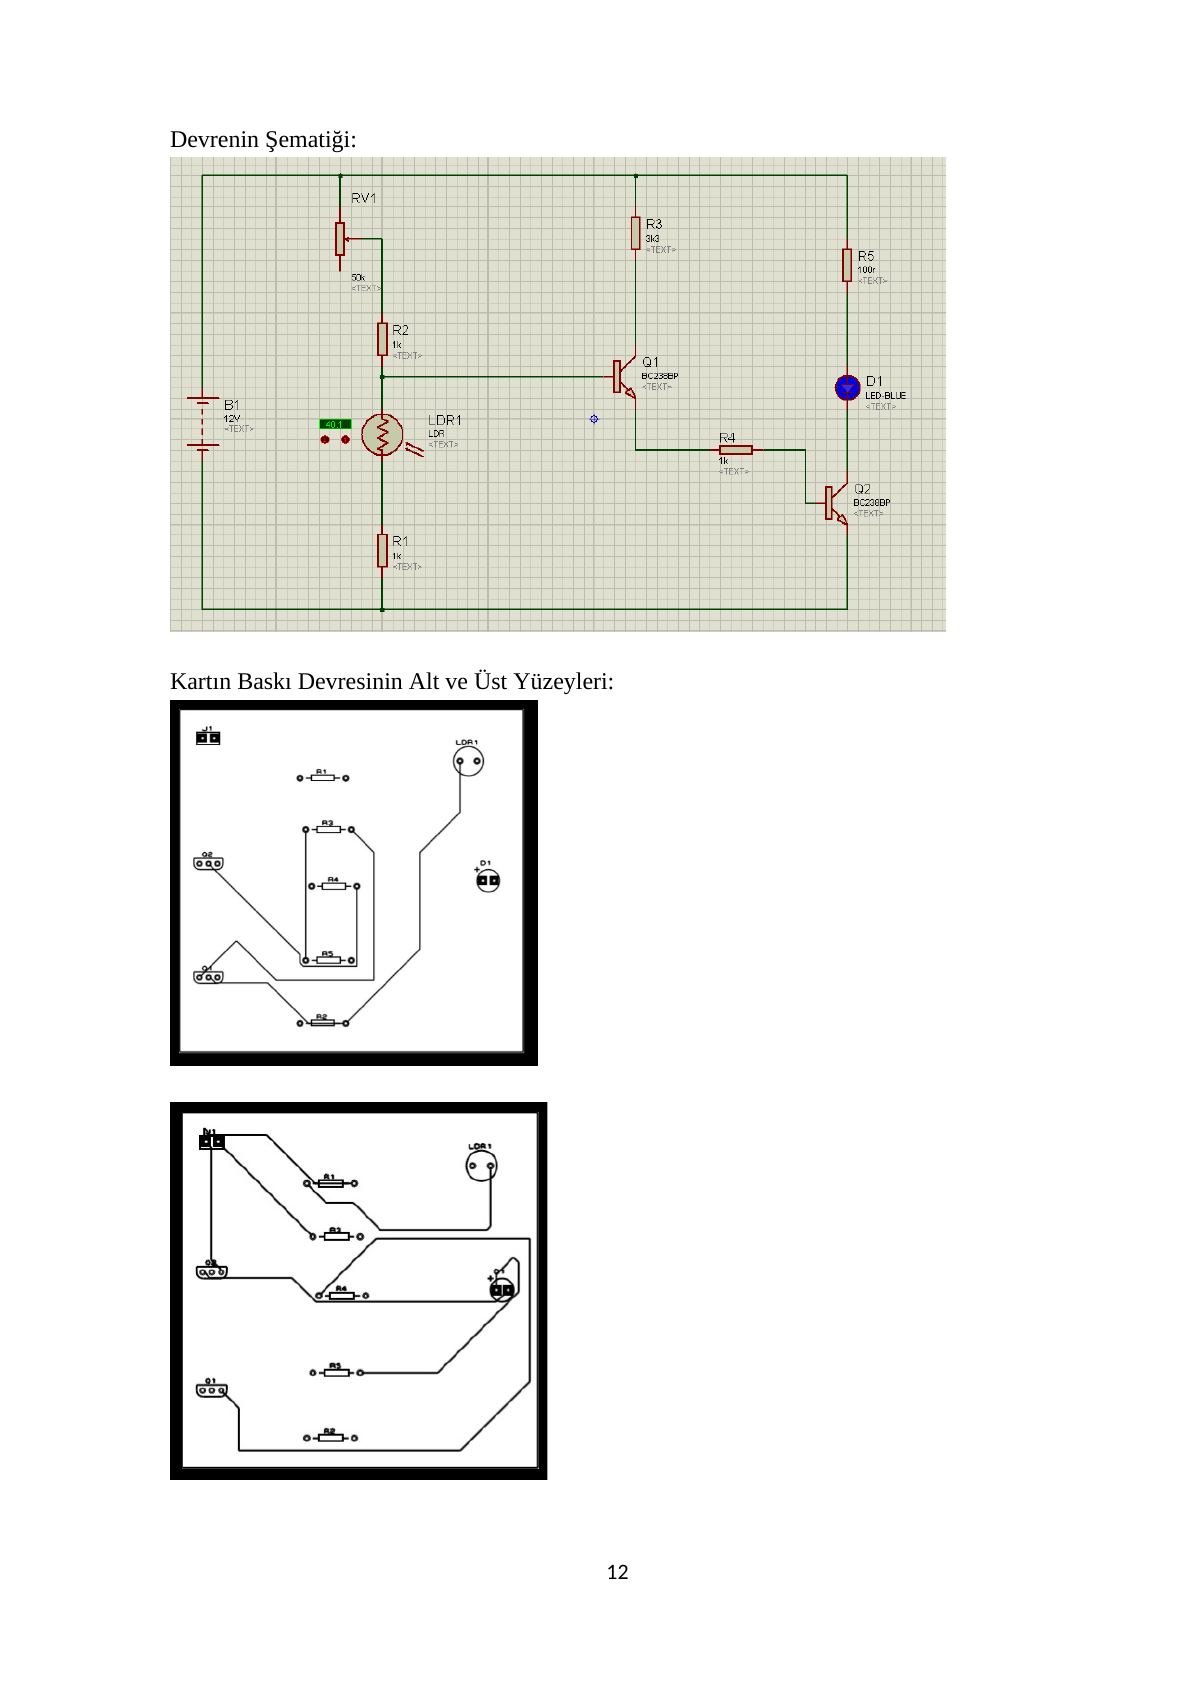 Devrenin Şematiği:
RV1
50k
<TEXT>
R3
3k3
<TEXT>
R5
100r
<TEXT>
R2
1k
<TEXT>
Q1
BC238BP
<TEXT>
D1
LED-BLUE
<TEXT>
B1
12V
<TEXT>
40.1
LDR1
LDR
<TEXT>
R4
1k
<TEXT>
Q2
BC238BP
<TEXT>
R1
1k
<TEXT>
Kartın Baskı Devresinin Alt ve Üst Yüzeyleri:
J1
LDR1
R1
R3
Q2
D1
+
R4
R5
R2
LDR1
R1
R3
+
R4
R5
Q1
R2
12